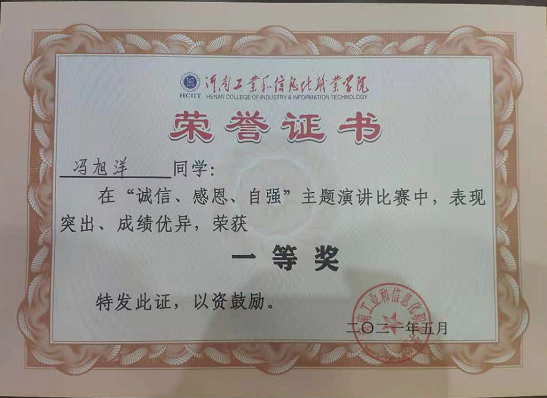 HCIIT 河南工业和信息化职业学院
HENAN COLLEGE OF INDUSTRY & INFORMATION TECHNOLOGY
荣誉证书
冯旭洋 同学:
在“诚信、感恩、自强”主题演讲比赛中,表现
突出、成绩优异,荣获
一等奖
特发此证,以资鼓励。
二〇二一年五月